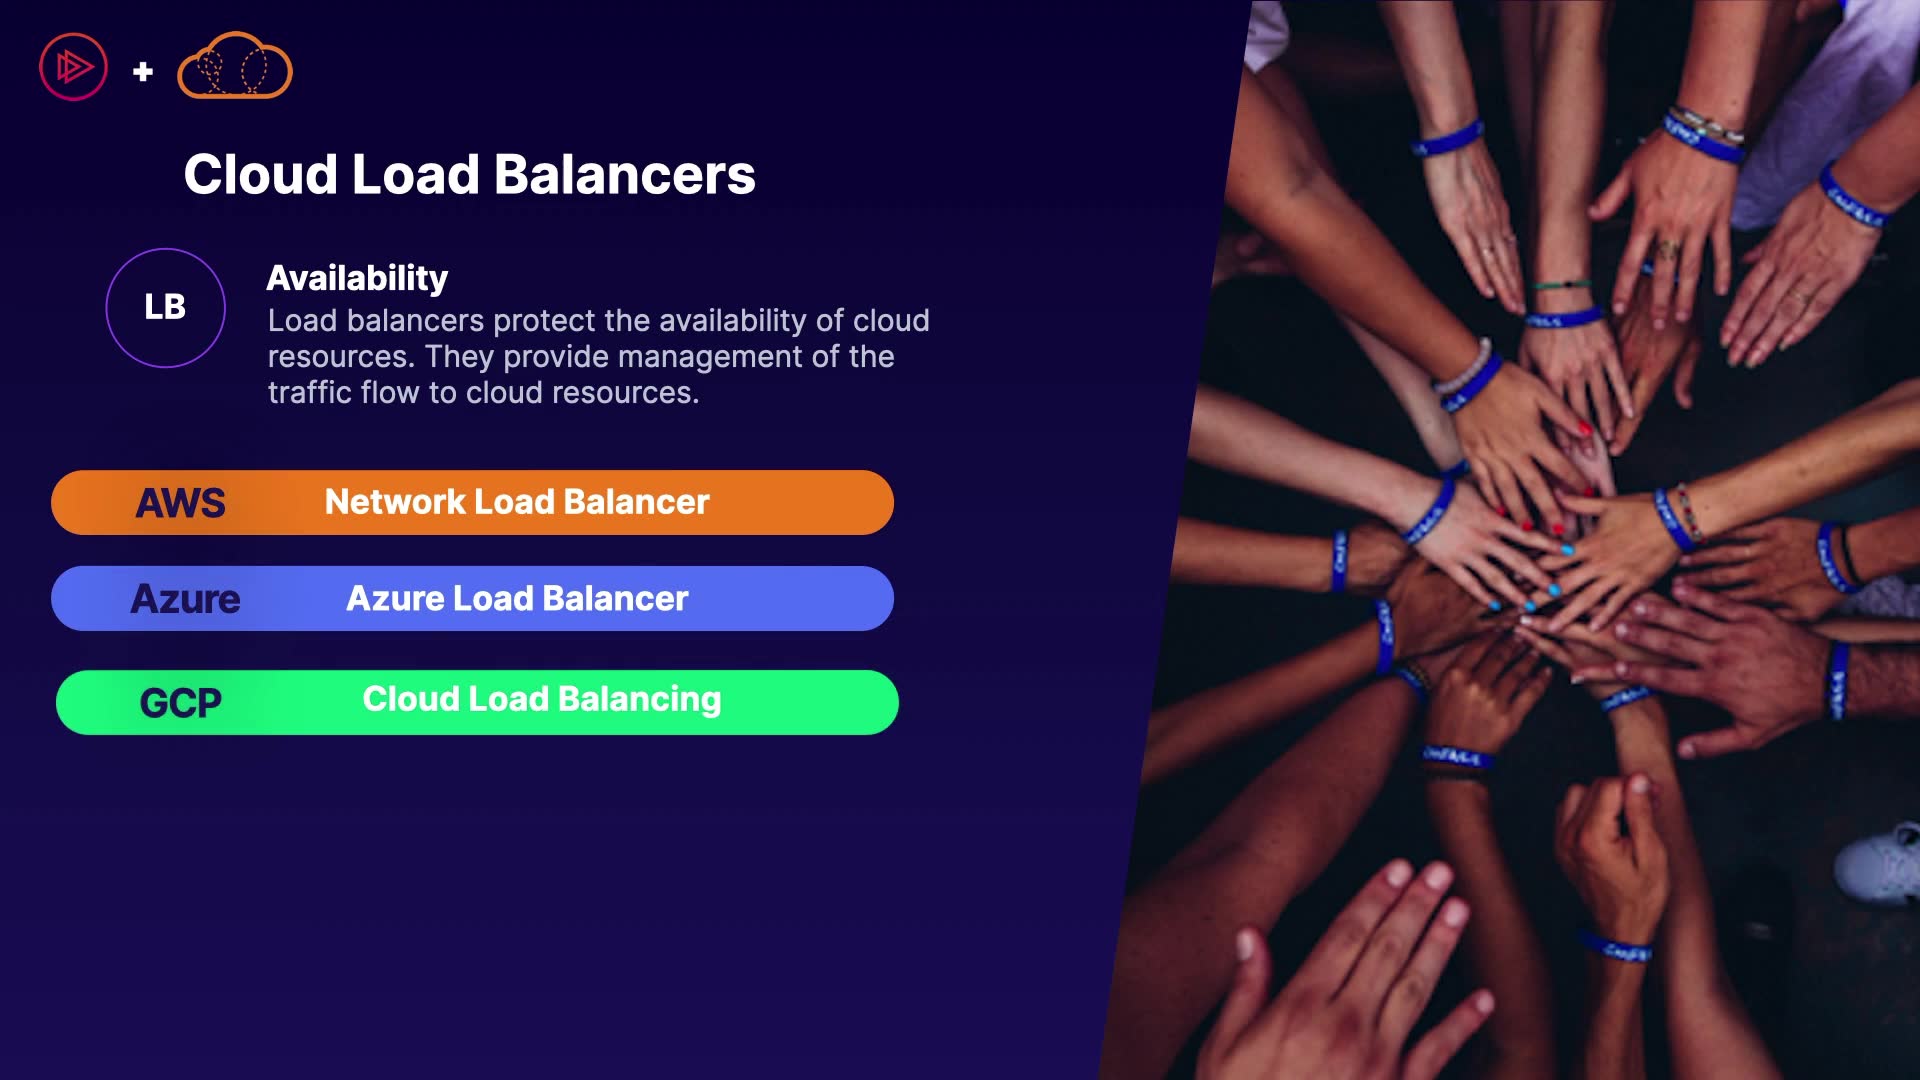 Cloud Load Balancers
LB
Availability
Load balancers protect the availability of cloud
resources. They provide management of the
traffic flow to cloud resources.
AWS Network Load Balancer
Azure Azure Load Balancer
GCP Cloud Load Balancing